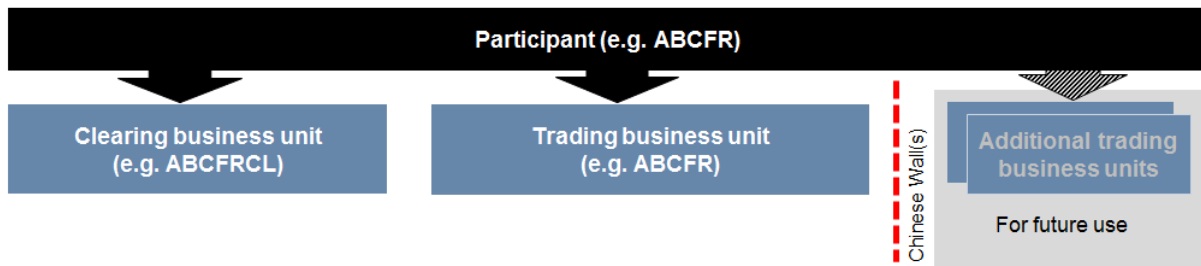 Participant (e.g. ABCFR)
Clearing business unit
(e.g. ABCFRCL)
Trading business unit
(e.g. ABCFR)
Chinese Wall(s)
Additional trading
business units
For future use